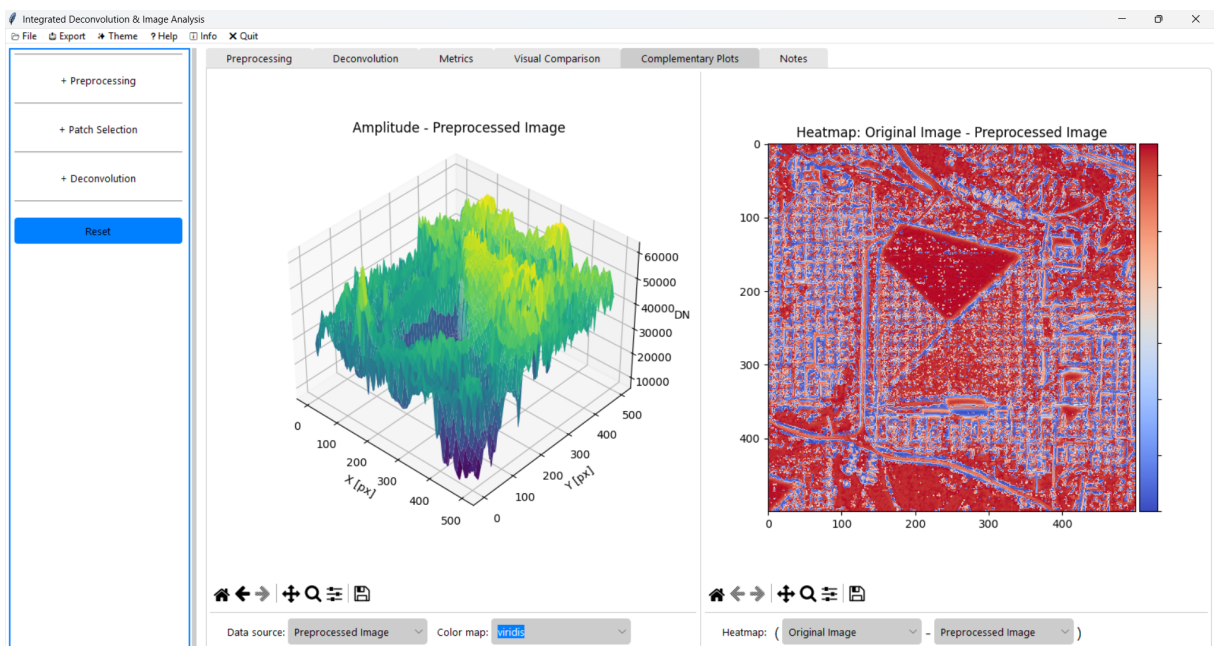 Integrated Deconvolution & Image Analysis
File Export Theme ? Help Info Quit
+ Preprocessing
+ Patch Selection
+ Deconvolution
Reset
Preprocessing Deconvolution Metrics Visual Comparison Complementary Plots Notes
Amplitude - Preprocessed Image
60000
50000
40000
DN
30000
20000
10000
0
100
200
300
400
500
X [px]
0
100
200
300
400
500
Y [px]
Data source: Preprocessed Image Color map: viridis
Heatmap: Original Image - Preprocessed Image
0
100
200
300
400
0 100 200 300 400
Heatmap: ( Original Image - Preprocessed Image )